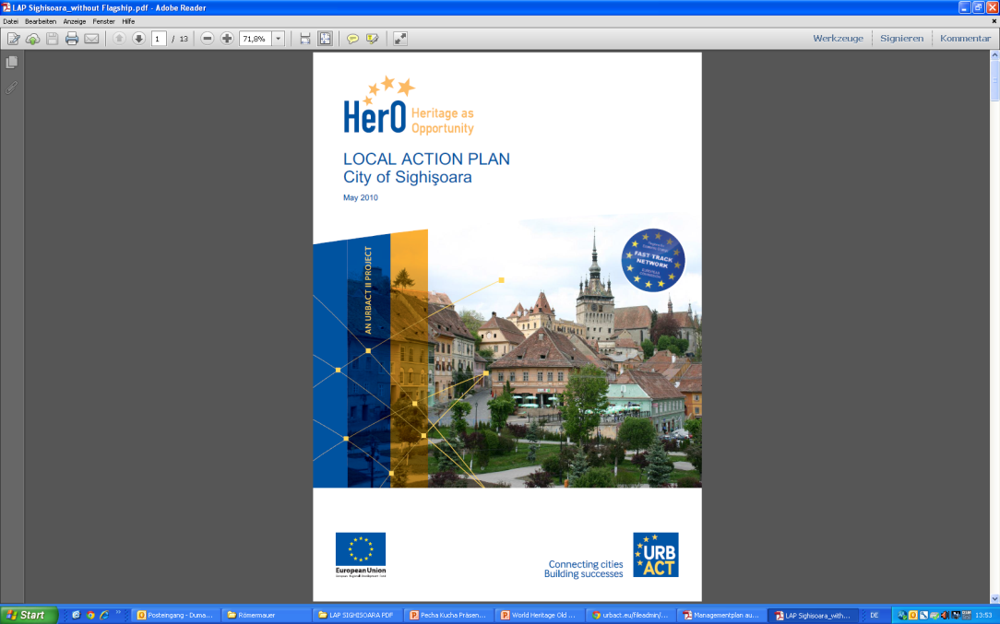 LAP Sighisoara_without Flagship.pdf - Adobe Reader
Datei Bearbeiten Anzeige Fenster Hilfe
1 / 13 71,8% Werkzeuge Signieren Kommentar
HerO Heritage as
Opportunity
LOCAL ACTION PLAN
City of Sighişoara
May 2010
AN URBACT II PROJECT
FAST TRACK
NETWORK
European Union
Connecting cities
Building successes
URB
ACT
Start Posteingang - Duma... Römermauer LAP SIGHISOARA PDF Pecha Kucha Präsen... World Heritage Old ... urbact.eu/fileadmin/... Managementplan au... LAP Sighisoara_with... DE 13:53